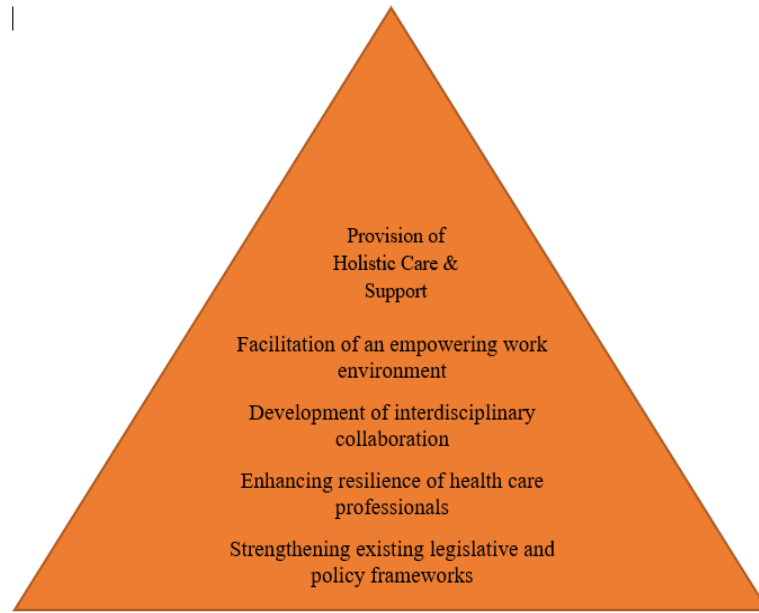 Provision of
Holistic Care &
Support
Facilitation of an empowering work
environment
Development of interdisciplinary
collaboration
Enhancing resilience of health care
professionals
Strengthening existing legislative and
policy frameworks